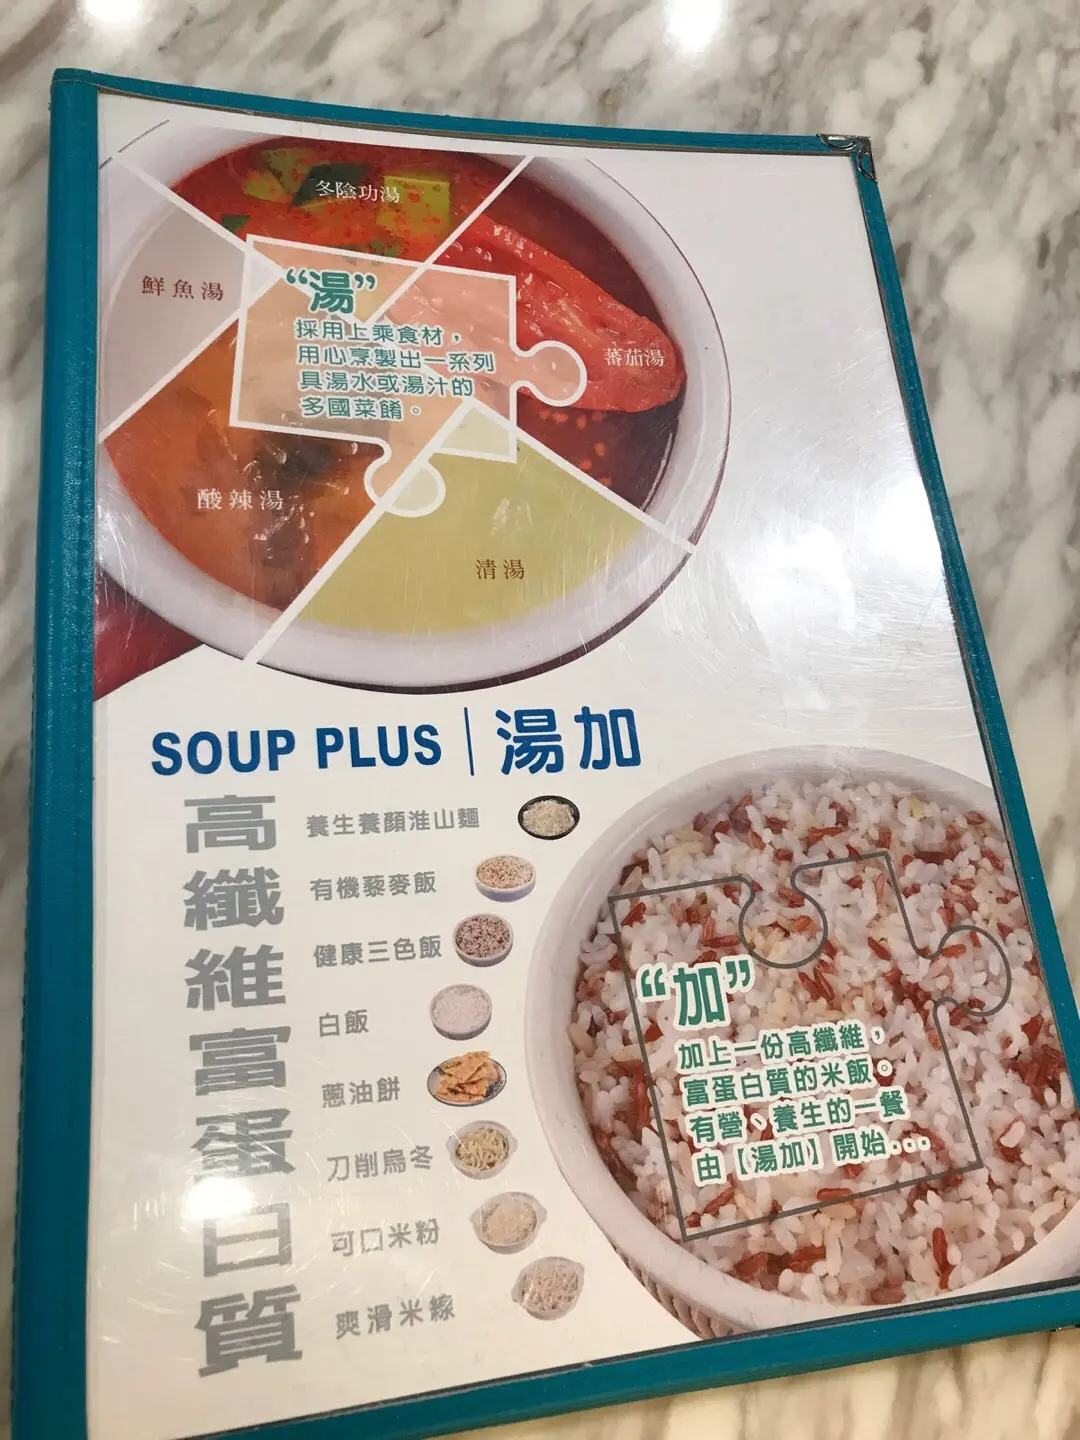 冬陰功湯
鮮魚湯
“湯”
採用上乘食材，
用心烹製出一系列
具湯水或湯汁的
多國菜餚。
蕃茄湯
酸辣湯
清湯
SOUP PLUS | 湯加
高纖維富蛋白質
養生養顏淮山麵
有機藜麥飯
健康三色飯
白飯
蔥油餅
刀削烏冬
可口米粉
爽滑米線
“加”
加上一份高纖維，
富蛋白質的米飯。
有營、養生的一餐
由【湯加】開始...